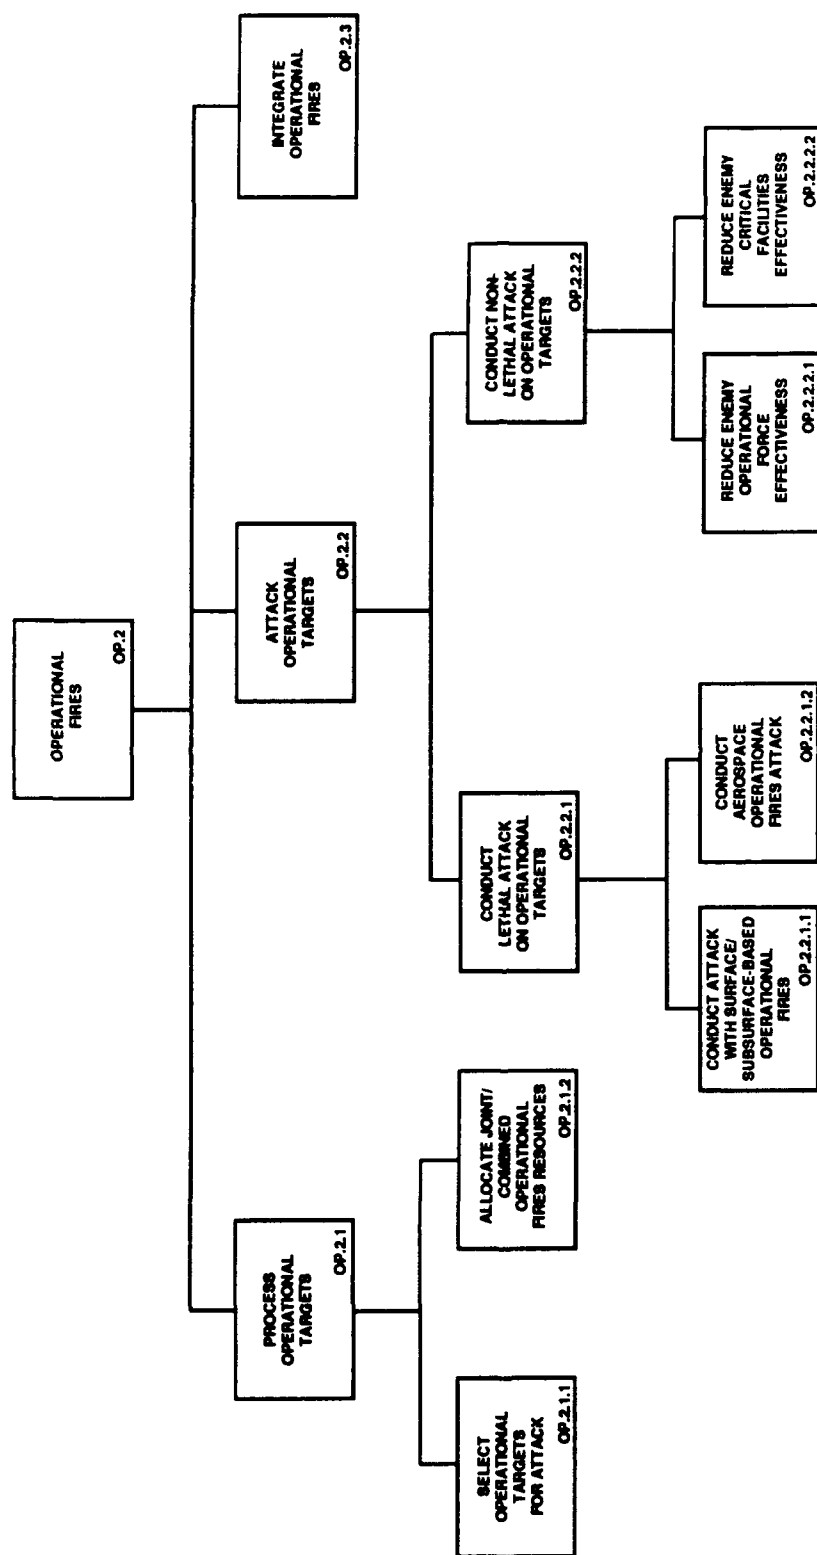 OPERATIONAL
FIRES
OP.2
PROCESS
OPERATIONAL
TARGETS
OP.2.1
ATTACK
OPERATIONAL
TARGETS
OP.2.2
INTEGRATE
OPERATIONAL
FIRES
OP.2.3
SELECT
OPERATIONAL
TARGETS
FOR ATTACK
OP.2.1.1
ALLOCATE JOINT/
COMBINED
OPERATIONAL
FIRES RESOURCES
OP.2.1.2
CONDUCT
LETHAL ATTACK
ON OPERATIONAL
TARGETS
OP.2.2.1
CONDUCT NON-
LETHAL ATTACK
ON OPERATIONAL
TARGETS
OP.2.2.2
CONDUCT ATTACK
WITH SURFACE/
SUBSURFACE-BASED
OPERATIONAL
FIRES
OP.2.2.1.1
CONDUCT
AEROSPACE
OPERATIONAL
FIRES ATTACK
OP.2.2.1.2
REDUCE ENEMY
OPERATIONAL
FORCE
EFFECTIVENESS
OP.2.2.2.1
REDUCE ENEMY
CRITICAL
FACILITIES
EFFECTIVENESS
OP.2.2.2.2